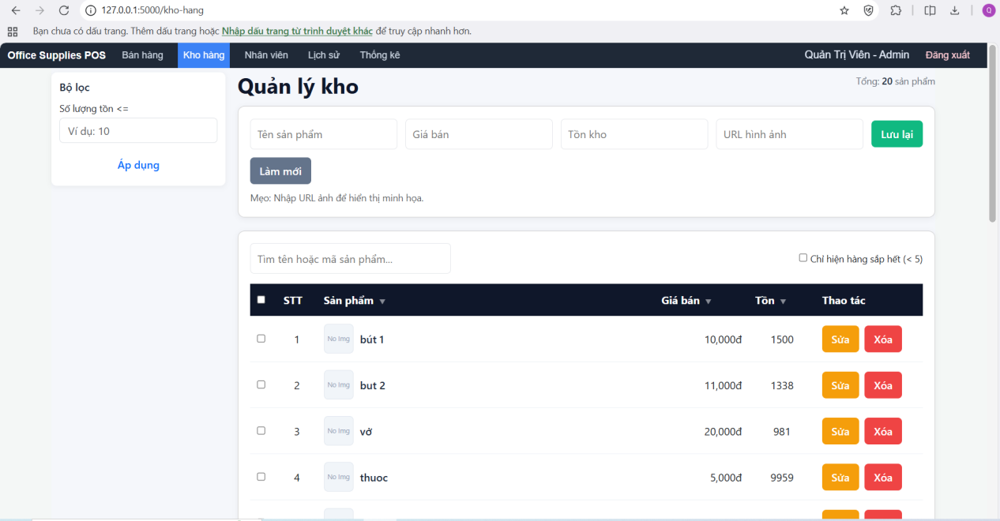 127.0.0.1:5000/kho-hang
Q
Bạn chưa có dấu trang. Thêm dấu trang hoặc Nhập dấu trang từ trình duyệt khác để truy cập nhanh hơn.
Office Supplies POS Bán hàng Kho hàng Nhân viên Lịch sử Thống kê Quản Trị Viên - Admin Đăng xuất
Bộ lọc
Số lượng tồn <=
Ví dụ: 10
Áp dụng
Quản lý kho
Tổng: 20 sản phẩm
Tên sản phẩm Giá bán Tồn kho URL hình ảnh Lưu lại
Làm mới
Mẹo: Nhập URL ảnh để hiển thị minh họa.
Tìm tên hoặc mã sản phẩm... Chỉ hiện hàng sắp hết (< 5)
STT Sản phẩm ▼ Giá bán ▼ Tồn ▼ Thao tác
1 No Img bút 1 10,000đ 1500 Sửa Xóa
2 No Img but 2 11,000đ 1338 Sửa Xóa
3 No Img vở 20,000đ 981 Sửa Xóa
4 No Img thuoc 5,000đ 9959 Sửa Xóa